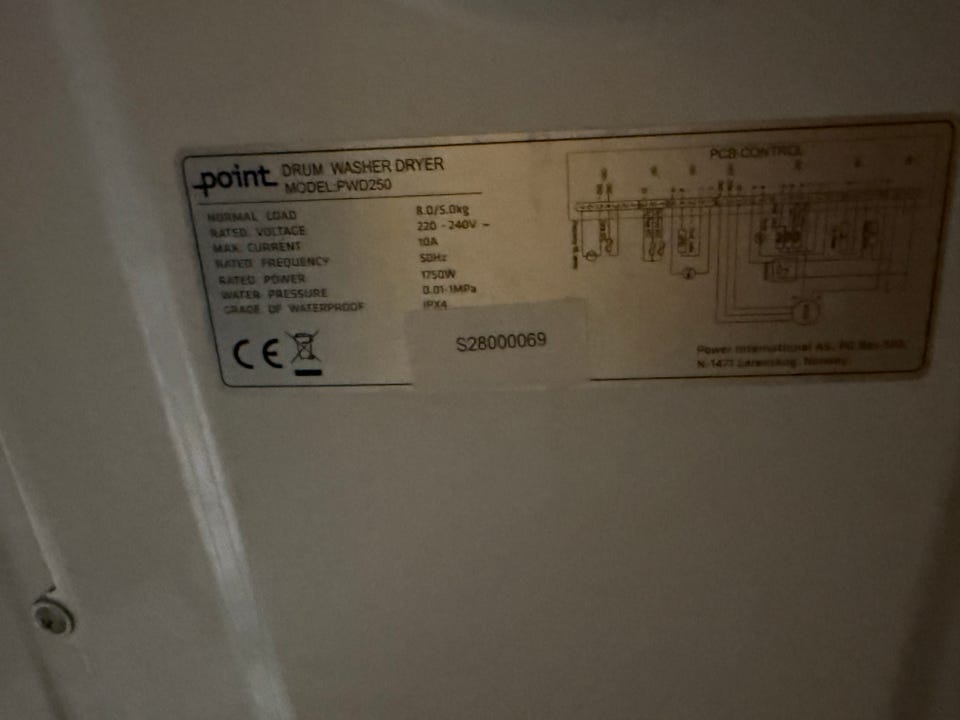 point DRUM WASHER DRYER
MODEL:PWD250
NORMAL LOAD 8.0/5.0kg
RATED VOLTAGE 220 - 240V ~
MAX. CURRENT 10A
RATED FREQUENCY 50Hz
RATED POWER 1750W
WATER PRESSURE 0.01-1MPa
GRADE OF WATERPROOF IPX4
CE
S28000069
PCB CONTROL
Power International AS, PO Box
N-1471 Lørenskog, Norway